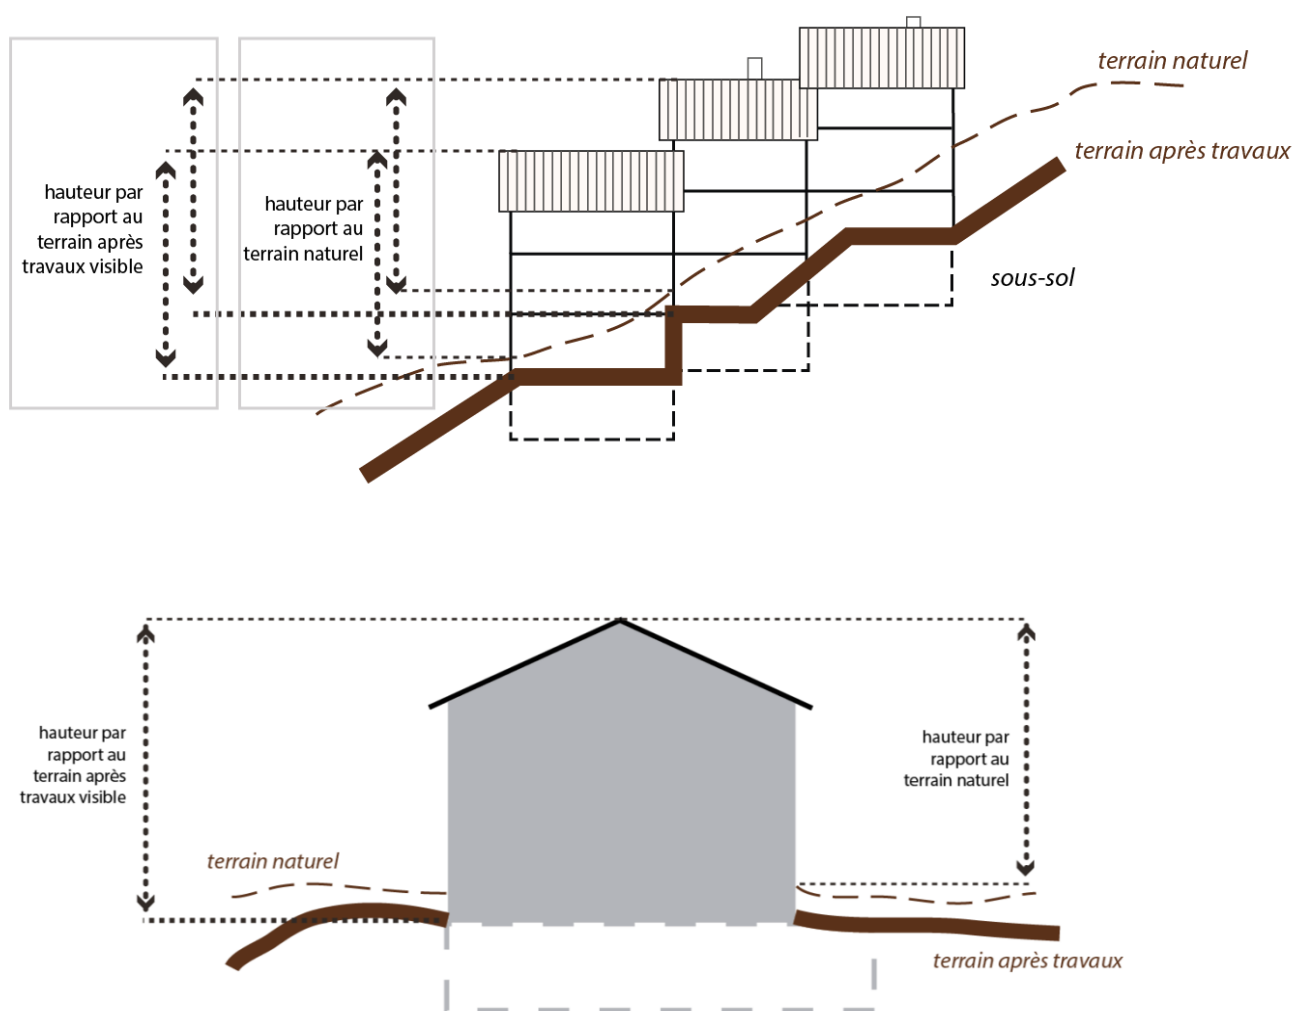 terrain naturel
terrain après travaux
hauteur par
rapport au
terrain après
travaux visible
hauteur par
rapport au
terrain naturel
sous-sol
hauteur par
rapport au
terrain après
travaux visible
hauteur par
rapport au
terrain naturel
terrain naturel
terrain après travaux